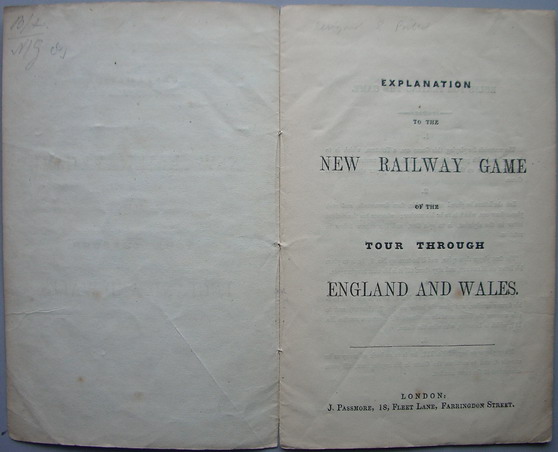 EXPLANATION
TO THE
NEW RAILWAY GAME
OF THE
TOUR THROUGH
ENGLAND AND WALES.
LONDON:
J. PASSMORE, 18, FLEET LANE, FARRINGDON STREET.